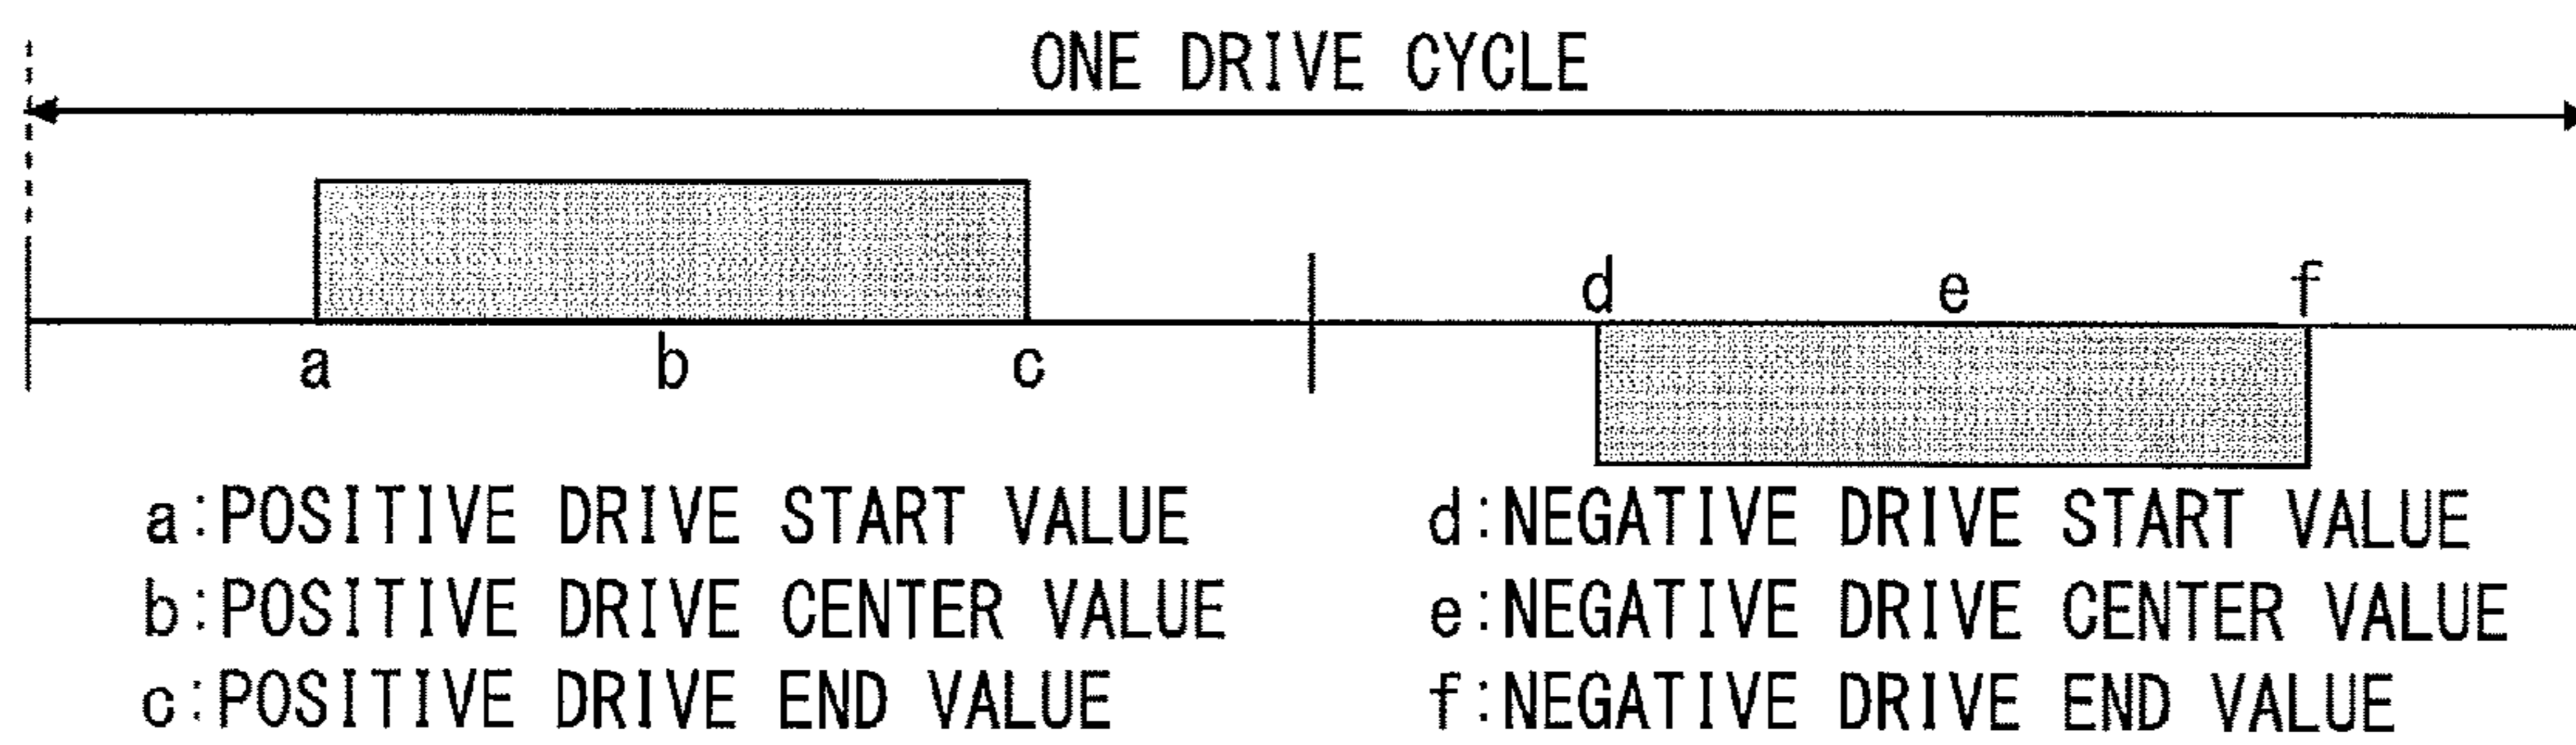 ONE DRIVE CYCLE
d e f
a b c
a:POSITIVE DRIVE START VALUE
b:POSITIVE DRIVE CENTER VALUE
c:POSITIVE DRIVE END VALUE
d:NEGATIVE DRIVE START VALUE
e:NEGATIVE DRIVE CENTER VALUE
f:NEGATIVE DRIVE END VALUE